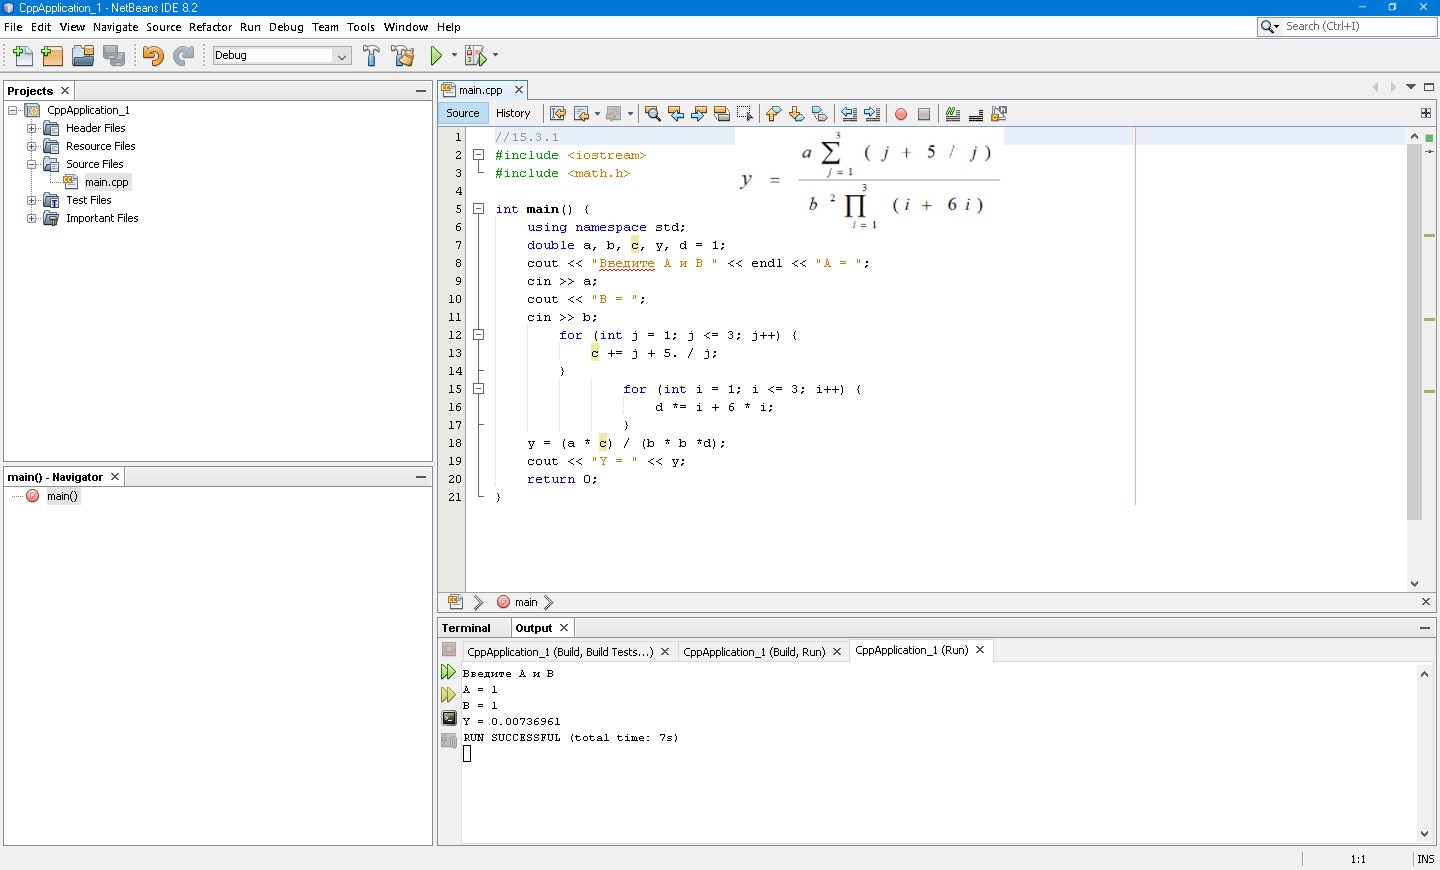 CppApplication_1 - NetBeans IDE 8.2
File Edit View Navigate Source Refactor Run Debug Team Tools Window Help
Search (Ctrl+I)
Debug
Projects
CppApplication_1
Header Files
Resource Files
Source Files
main.cpp
Test Files
Important Files
main() - Navigator
main()
main.cpp
Source History
1 //15.3.1
2 #include <iostream>
3 #include <math.h>
4
5 int main() {
6 using namespace std;
7 double a, b, c, y, d = 1;
8 cout << "Введите A и B " << endl << "A = ";
9 cin >> a;
10 cout << "B = ";
11 cin >> b;
12 for (int j = 1; j <= 3; j++) {
13 c += j + 5. / j;
14 }
15 for (int i = 1; i <= 3; i++) {
16 d *= i + 6 * i;
17 }
18 y = (a * c) / (b * b *d);
19 cout << "Y = " << y;
20 return 0;
21 }
3
a ∑ ( j + 5 / j )
j = 1
y =
3
b 2 ∏ ( i + 6 i )
i = 1
main
Terminal Output
CppApplication_1 (Build, Build Tests...) CppApplication_1 (Build, Run) CppApplication_1 (Run)
Введите A и B
A = 1
B = 1
Y = 0.00736961
RUN SUCCESSFUL (total time: 7s)
1:1 INS